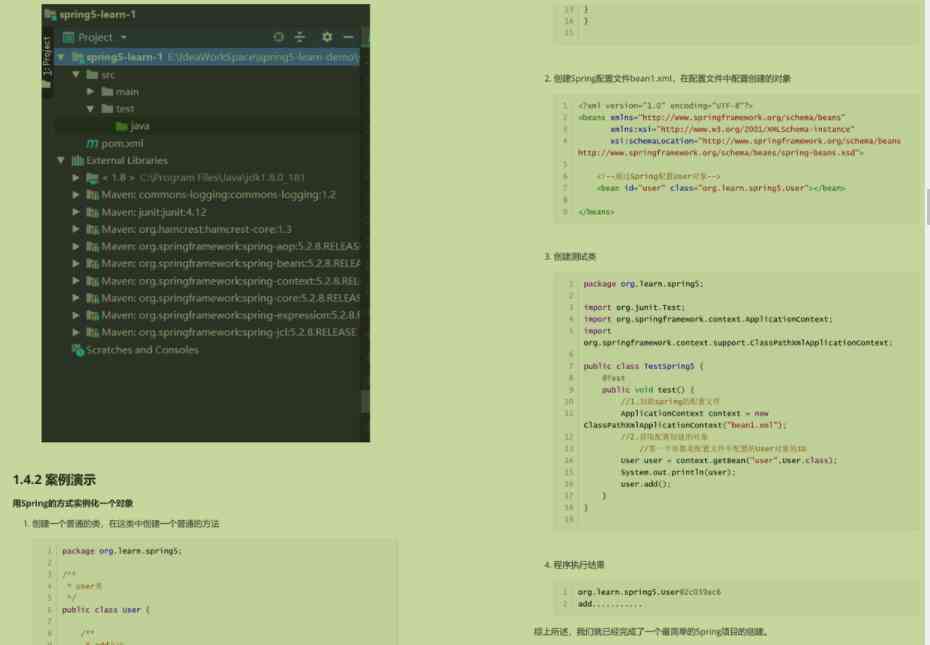 spring5-learn-1
Project
1: Project
spring5-learn-1 E:\IdeaWorkSpace\spring5-learn-demo\
src
main
test
java
pom.xml
External Libraries
< 1.8 > C:\Program Files\Java\jdk1.8.0_181
Maven: commons-logging:commons-logging:1.2
Maven: junit:junit:4.12
Maven: org.hamcrest:hamcrest-core:1.3
Maven: org.springframework:spring-aop:5.2.8.RELEAS
Maven: org.springframework:spring-beans:5.2.8.RELEA
Maven: org.springframework:spring-context:5.2.8.REL
Maven: org.springframework:spring-core:5.2.8.RELEAS
Maven: org.springframework:spring-expression:5.2.8.F
Maven: org.springframework:spring-jcl:5.2.8.RELEASE
Scratches and Consoles
1.4.2 案例演示
用Spring的方式实例化一个对象
1. 创建一个普通的类，在这类中创建一个普通的方法
1 package org.learn.spring5;
2
3 /**
4 * user类
5 */
6 public class User {
7
8 /**
9
13 }
14 }
15
2. 创建Spring配置文件bean1.xml，在配置文件中配置创建的对象
1 <?xml version="1.0" encoding="UTF-8"?>
2 <beans xmlns="http://www.springframework.org/schema/beans"
3 xmlns:xsi="http://www.w3.org/2001/XMLSchema-instance"
4 xsi:schemaLocation="http://www.springframework.org/schema/beans
http://www.springframework.org/schema/beans/spring-beans.xsd">
5
6 <!--通过Spring配置User对象-->
7 <bean id="user" class="org.learn.spring5.User"></bean>
8
9 </beans>
3. 创建测试类
1 package org.learn.spring5;
2
3 import org.junit.Test;
4 import org.springframework.context.ApplicationContext;
5 import
org.springframework.context.support.ClassPathXmlApplicationContext;
6
7 public class TestSpring5 {
8 @Test
9 public void test() {
10 //1.加载spring的配置文件
11 ApplicationContext context = new
ClassPathXmlApplicationContext("bean1.xml");
12 //2.获取配置创建的对象
13 //第一个参数是配置文件中配置的User对象的ID
14 User user = context.getBean("user",User.class);
15 System.out.println(user);
16 user.add();
17 }
18 }
19
4. 程序执行结果
1 org.learn.spring5.User@2c039ac6
2 add...........
综上所述，我们就已经完成了一个最简单的Spring项目的创建。